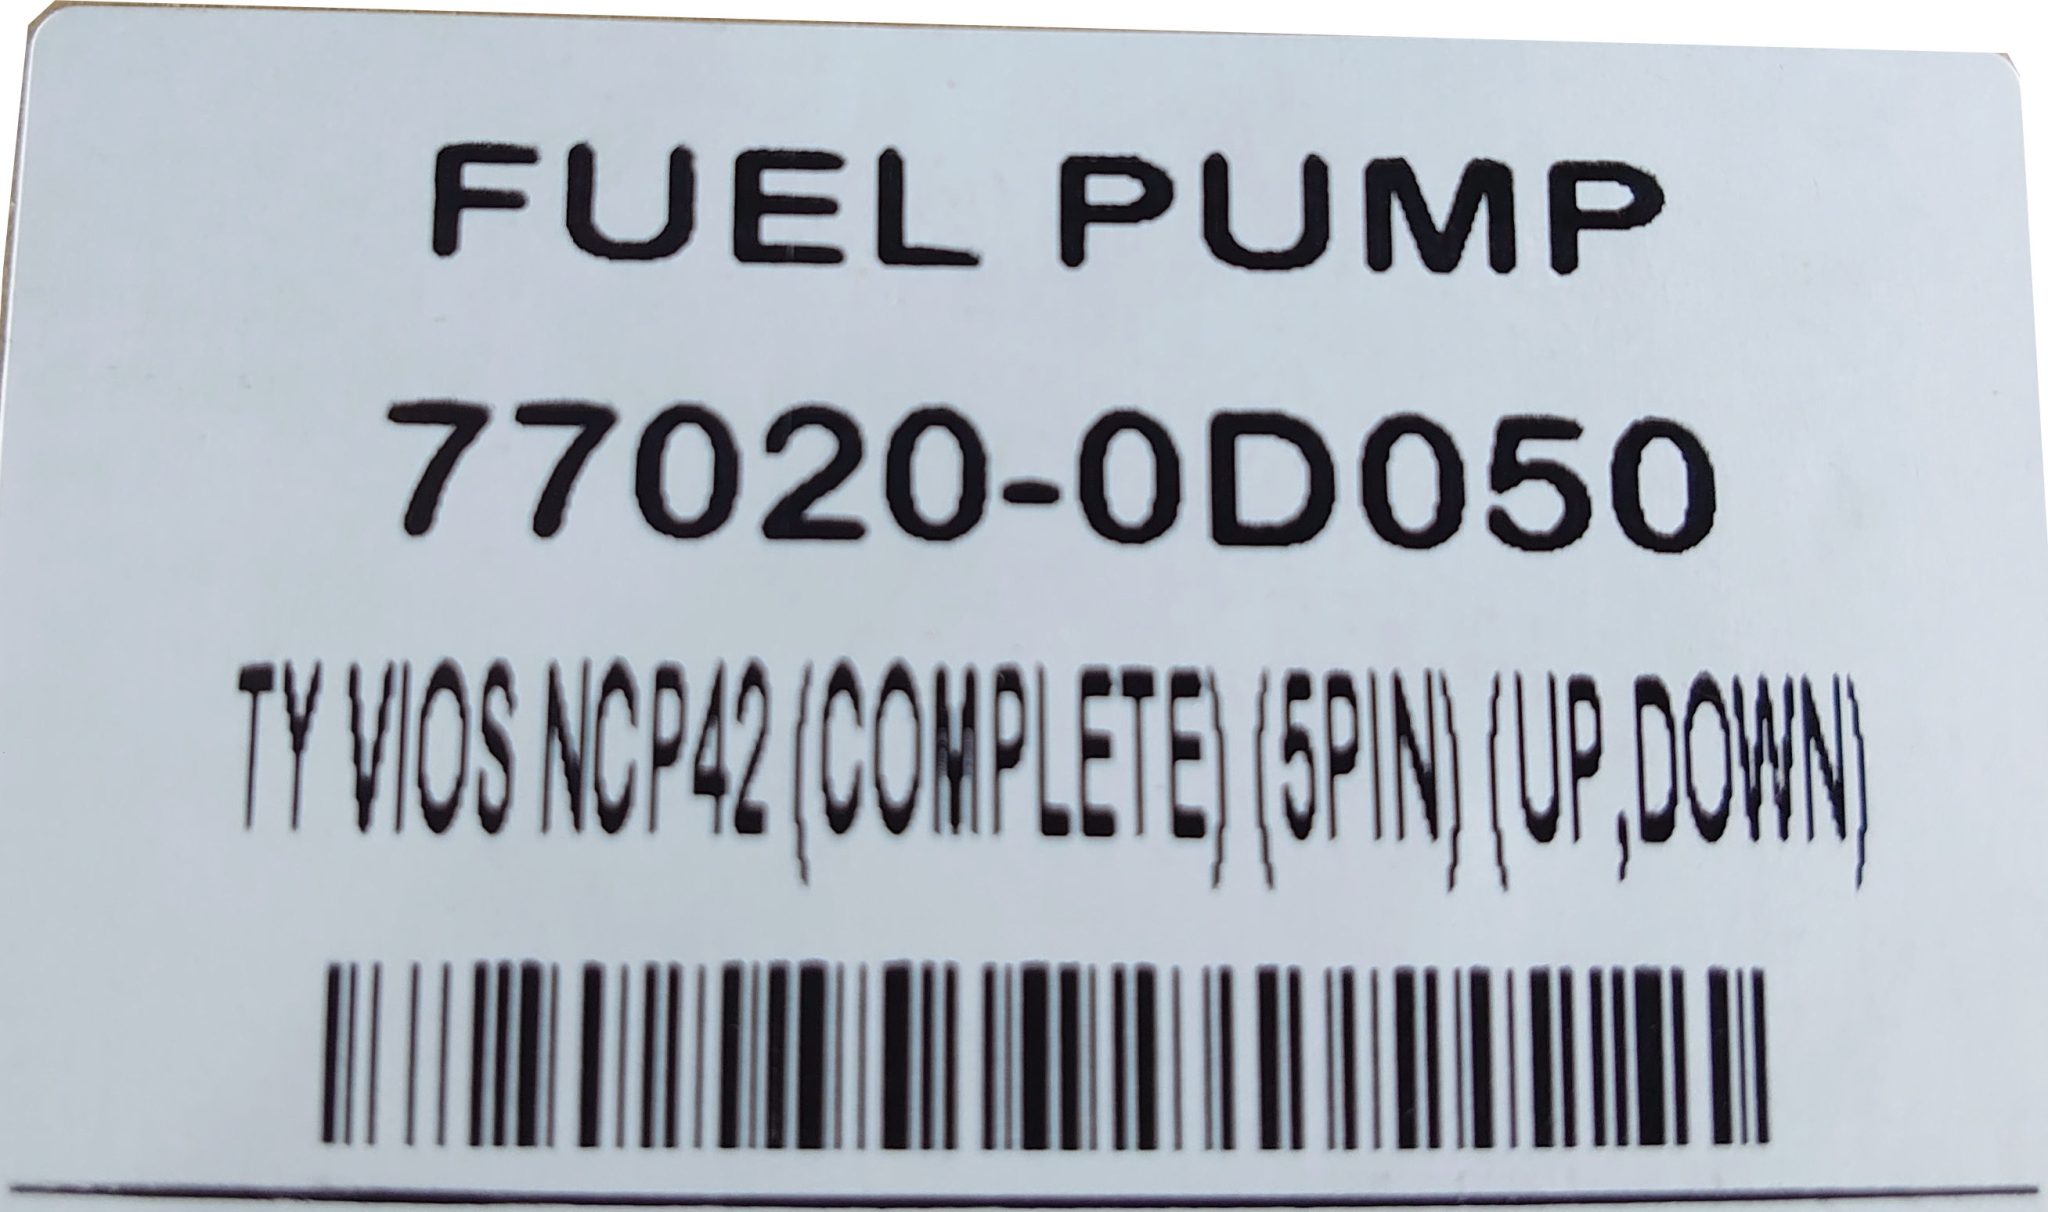 FUEL PUMP
77020-0D050
TY VIOS NCP42 (COMPLETE) (5PIN) (UP,DOWN)